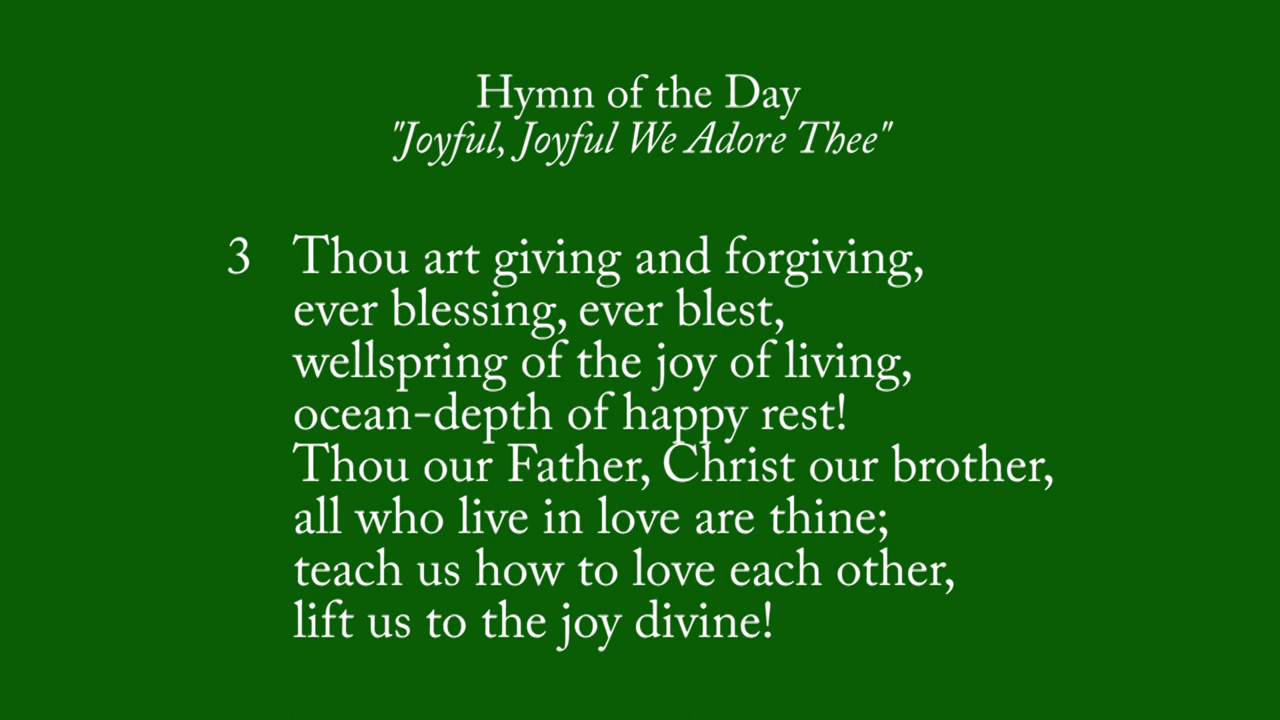 Hymn of the Day
"Joyful, Joyful We Adore Thee"
3 Thou art giving and forgiving,
ever blessing, ever blest,
wellspring of the joy of living,
ocean-depth of happy rest!
Thou our Father, Christ our brother,
all who live in love are thine;
teach us how to love each other,
lift us to the joy divine!